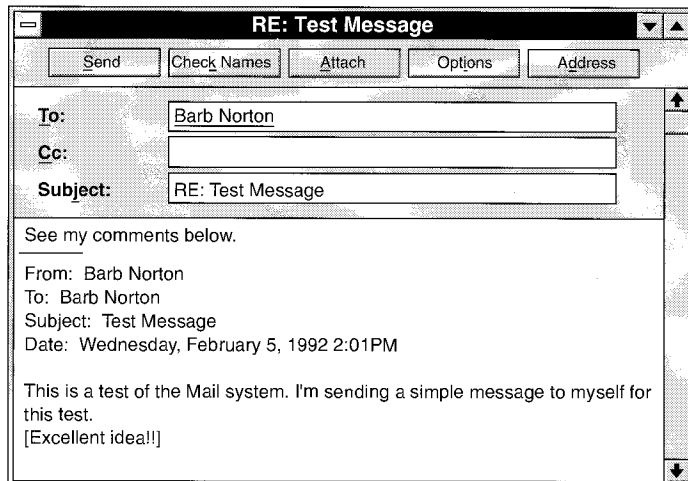 RE: Test Message
Send Check Names Attach Options Address
To: Barb Norton
Cc:
Subject: RE: Test Message
See my comments below.
From: Barb Norton
To: Barb Norton
Subject: Test Message
Date: Wednesday, February 5, 1992 2:01PM
This is a test of the Mail system. I'm sending a simple message to myself for
this test.
[Excellent idea!!]